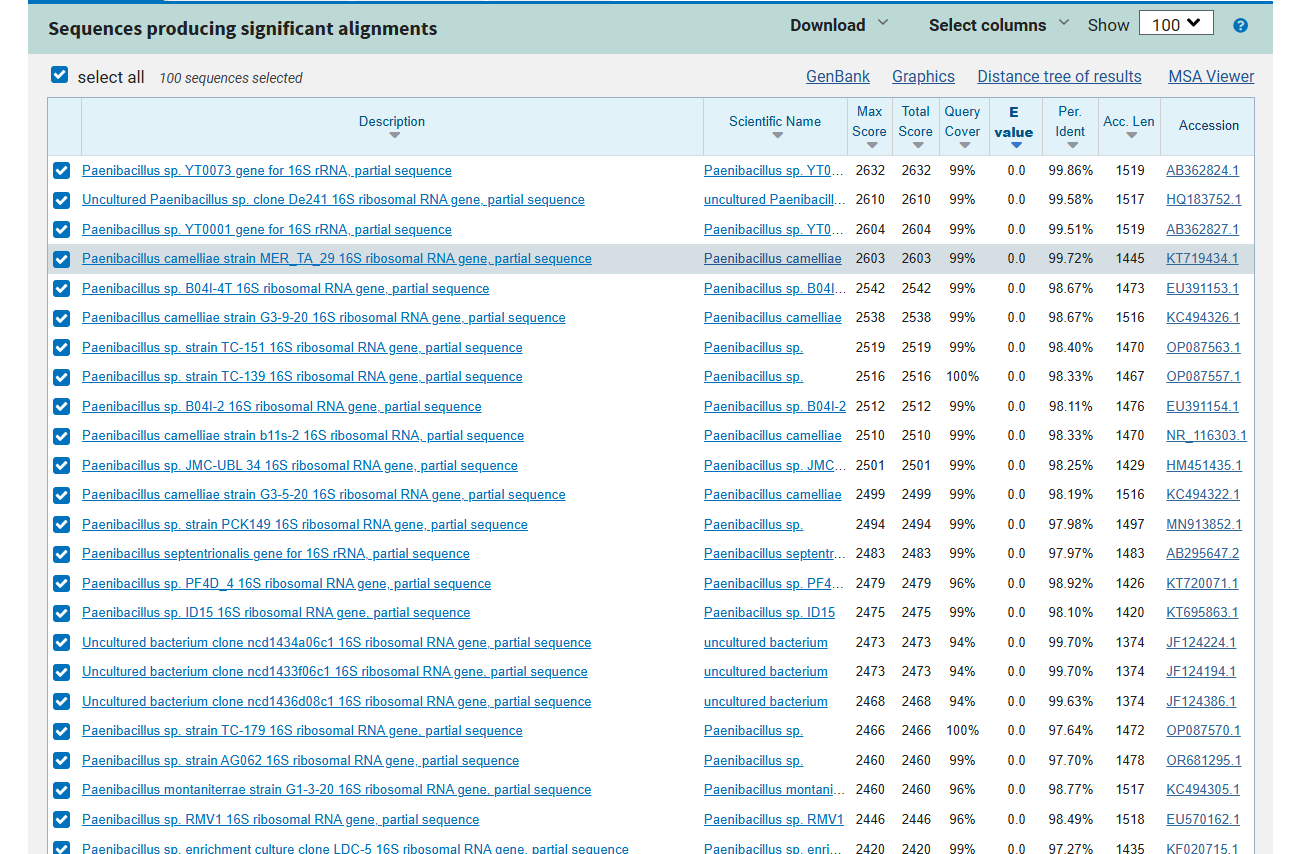 Sequences producing significant alignments Download Select columns Show 100
select all 100 sequences selected GenBank Graphics Distance tree of results MSA Viewer
Description Scientific Name Max Score Total Score Query Cover E value Per. Ident Acc. Len Accession
Paenibacillus sp. YT0073 gene for 16S rRNA, partial sequence Paenibacillus sp. YT0... 2632 2632 99% 0.0 99.86% 1519 AB362824.1
Uncultured Paenibacillus sp. clone De241 16S ribosomal RNA gene, partial sequence uncultured Paenibacill... 2610 2610 99% 0.0 99.58% 1517 HQ183752.1
Paenibacillus sp. YT0001 gene for 16S rRNA, partial sequence Paenibacillus sp. YT0... 2604 2604 99% 0.0 99.51% 1519 AB362827.1
Paenibacillus camelliae strain MER_TA_29 16S ribosomal RNA gene, partial sequence Paenibacillus camelliae 2603 2603 99% 0.0 99.72% 1445 KT719434.1
Paenibacillus sp. B04I-4T 16S ribosomal RNA gene, partial sequence Paenibacillus sp. B04I... 2542 2542 99% 0.0 98.67% 1473 EU391153.1
Paenibacillus camelliae strain G3-9-20 16S ribosomal RNA gene, partial sequence Paenibacillus camelliae 2538 2538 99% 0.0 98.67% 1516 KC494326.1
Paenibacillus sp. strain TC-151 16S ribosomal RNA gene, partial sequence Paenibacillus sp. 2519 2519 99% 0.0 98.40% 1470 OP087563.1
Paenibacillus sp. strain TC-139 16S ribosomal RNA gene, partial sequence Paenibacillus sp. 2516 2516 100% 0.0 98.33% 1467 OP087557.1
Paenibacillus sp. B04I-2 16S ribosomal RNA gene, partial sequence Paenibacillus sp. B04I-2 2512 2512 99% 0.0 98.11% 1476 EU391154.1
Paenibacillus camelliae strain b11s-2 16S ribosomal RNA, partial sequence Paenibacillus camelliae 2510 2510 99% 0.0 98.33% 1470 NR_116303.1
Paenibacillus sp. JMC-UBL 34 16S ribosomal RNA gene, partial sequence Paenibacillus sp. JMC... 2501 2501 99% 0.0 98.25% 1429 HM451435.1
Paenibacillus camelliae strain G3-5-20 16S ribosomal RNA gene, partial sequence Paenibacillus camelliae 2499 2499 99% 0.0 98.19% 1516 KC494322.1
Paenibacillus sp. strain PCK149 16S ribosomal RNA gene, partial sequence Paenibacillus sp. 2494 2494 99% 0.0 97.98% 1497 MN913852.1
Paenibacillus septentrionalis gene for 16S rRNA, partial sequence Paenibacillus septentr... 2483 2483 99% 0.0 97.97% 1483 AB295647.2
Paenibacillus sp. PF4D_4 16S ribosomal RNA gene, partial sequence Paenibacillus sp. PF4... 2479 2479 96% 0.0 98.92% 1426 KT720071.1
Paenibacillus sp. ID15 16S ribosomal RNA gene, partial sequence Paenibacillus sp. ID15 2475 2475 99% 0.0 98.10% 1420 KT695863.1
Uncultured bacterium clone ncd1434a06c1 16S ribosomal RNA gene, partial sequence uncultured bacterium 2473 2473 94% 0.0 99.70% 1374 JF124224.1
Uncultured bacterium clone ncd1433f06c1 16S ribosomal RNA gene, partial sequence uncultured bacterium 2473 2473 94% 0.0 99.70% 1374 JF124194.1
Uncultured bacterium clone ncd1436d08c1 16S ribosomal RNA gene, partial sequence uncultured bacterium 2468 2468 94% 0.0 99.63% 1374 JF124386.1
Paenibacillus sp. strain TC-179 16S ribosomal RNA gene, partial sequence Paenibacillus sp. 2466 2466 100% 0.0 97.64% 1472 OP087570.1
Paenibacillus sp. strain AG062 16S ribosomal RNA gene, partial sequence Paenibacillus sp. 2460 2460 99% 0.0 97.70% 1478 OR681295.1
Paenibacillus montaniterrae strain G1-3-20 16S ribosomal RNA gene, partial sequence Paenibacillus montani... 2460 2460 96% 0.0 98.77% 1517 KC494305.1
Paenibacillus sp. RMV1 16S ribosomal RNA gene, partial sequence Paenibacillus sp. RMV1 2446 2446 96% 0.0 98.49% 1518 EU570162.1
Paenibacillus sp. enrichment culture clone LDC-5 16S ribosomal RNA gene, partial sequence Paenibacillus sp. enri... 2420 2420 99% 0.0 97.27% 1435 KF020715.1